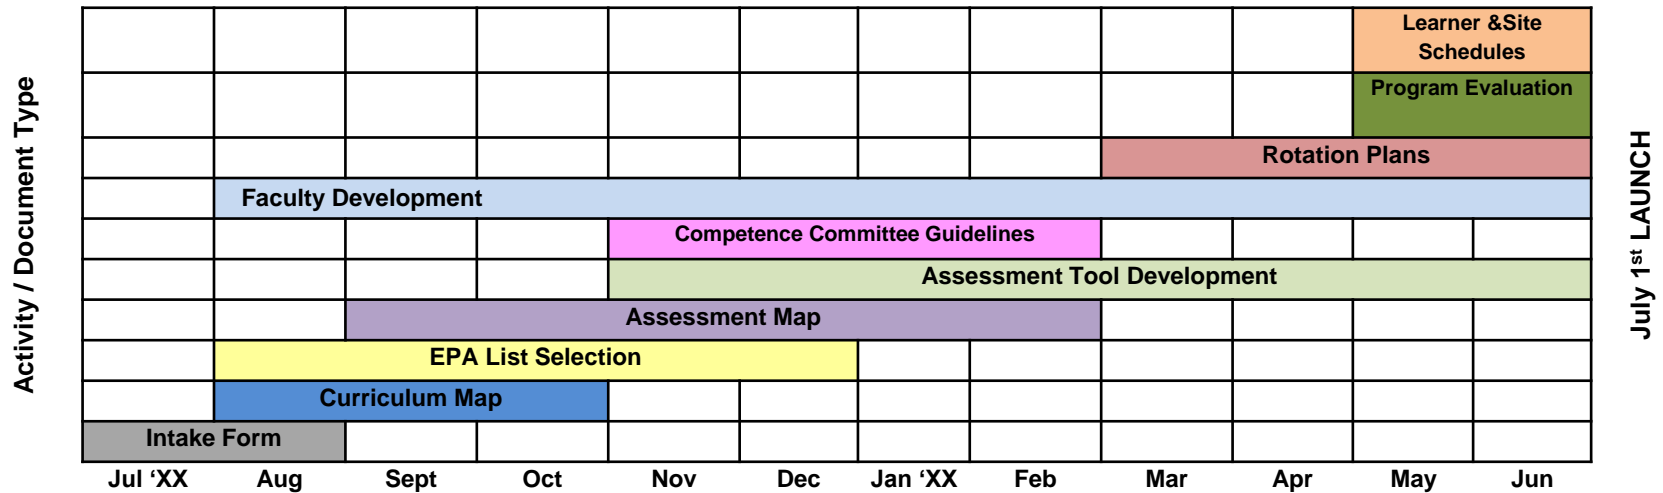 Learner &Site
Schedules
Program Evaluation
Rotation Plans
Faculty Development
Competence Committee Guidelines
Assessment Tool Development
Assessment Map
EPA List Selection
Curriculum Map
Intake Form
Jul ‘XX Aug Sept Oct Nov Dec Jan ‘XX Feb Mar Apr May Jun
Activity / Document Type
July 1st LAUNCH